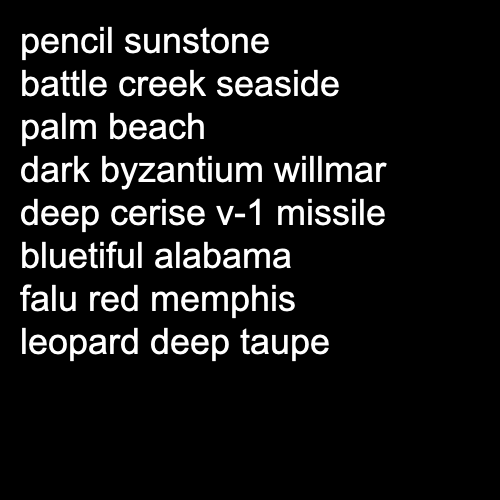 pencil sunstone
battle creek seaside
palm beach
dark byzantium willmar
deep cerise v-1 missile
bluetiful alabama
falu red memphis
leopard deep taupe